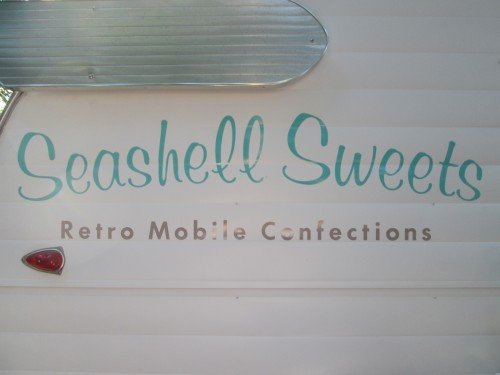 Seashell Sweets
Retro Mobile Confections